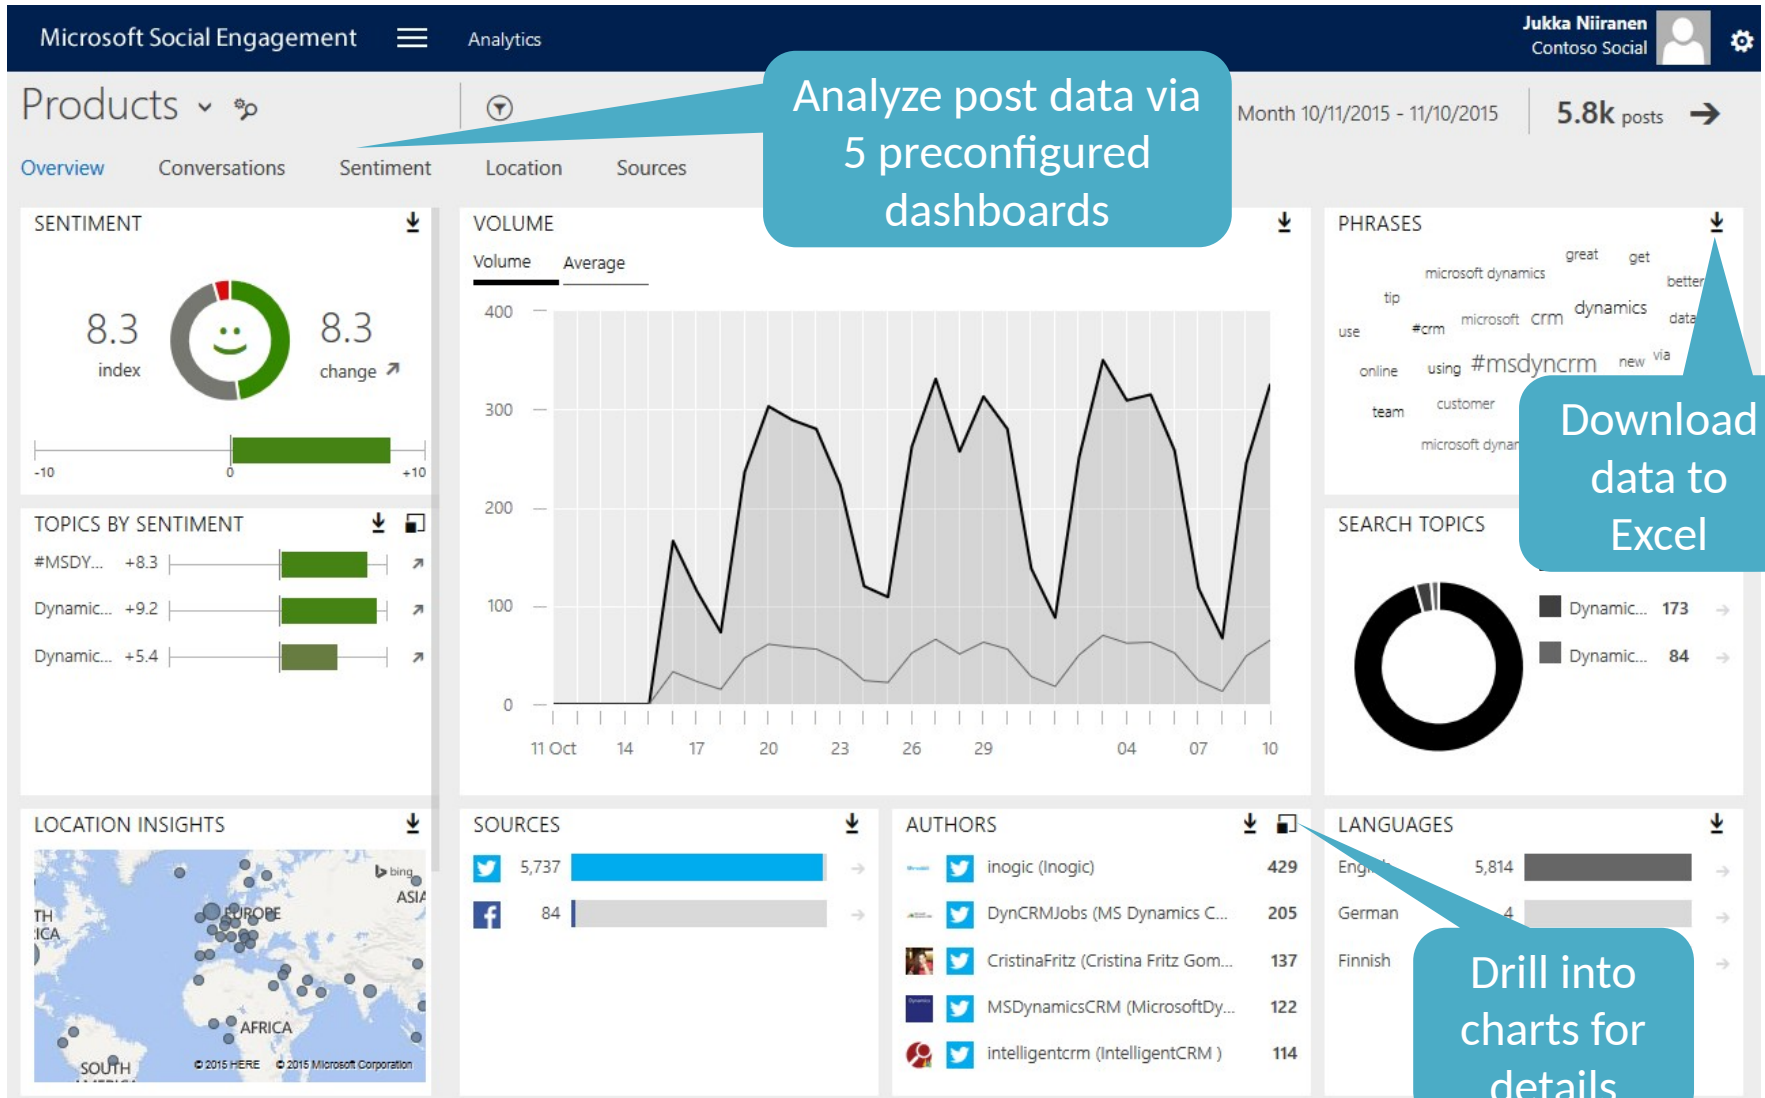 Microsoft Social Engagement
Analytics
Jukka Niiranen
Contoso Social
Products
Month 10/11/2015 - 11/10/2015
5.8k posts
Analyze post data via
5 preconfigured
dashboards
Overview Conversations Sentiment Location Sources
SENTIMENT
8.3
index
8.3
change
-10 0 +10
VOLUME
Volume Average
400
300
200
100
0
11 Oct 14 17 20 23 26 29 04 07 10
PHRASES
great get
microsoft dynamics
better
tip
dynamics
use #crm microsoft crm data
online using #msdyncrm new via
team customer
microsoft dynam
Download
data to
Excel
TOPICS BY SENTIMENT
#MSDY... +8.3
Dynamic... +9.2
Dynamic... +5.4
SEARCH TOPICS
Dynamic... 173
Dynamic... 84
LOCATION INSIGHTS
bing
ASIA
EUROPE
TH
ICA
AFRICA
SOUTH
© 2015 HERE © 2015 Microsoft Corporation
SOURCES
5,737
84
AUTHORS
inogic (Inogic) 429
DynCRMJobs (MS Dynamics C... 205
CristinaFritz (Cristina Fritz Gom... 137
MSDynamicsCRM (MicrosoftDy... 122
intelligentcrm (IntelligentCRM ) 114
LANGUAGES
English 5,814
German 4
Finnish
Drill into
charts for
details